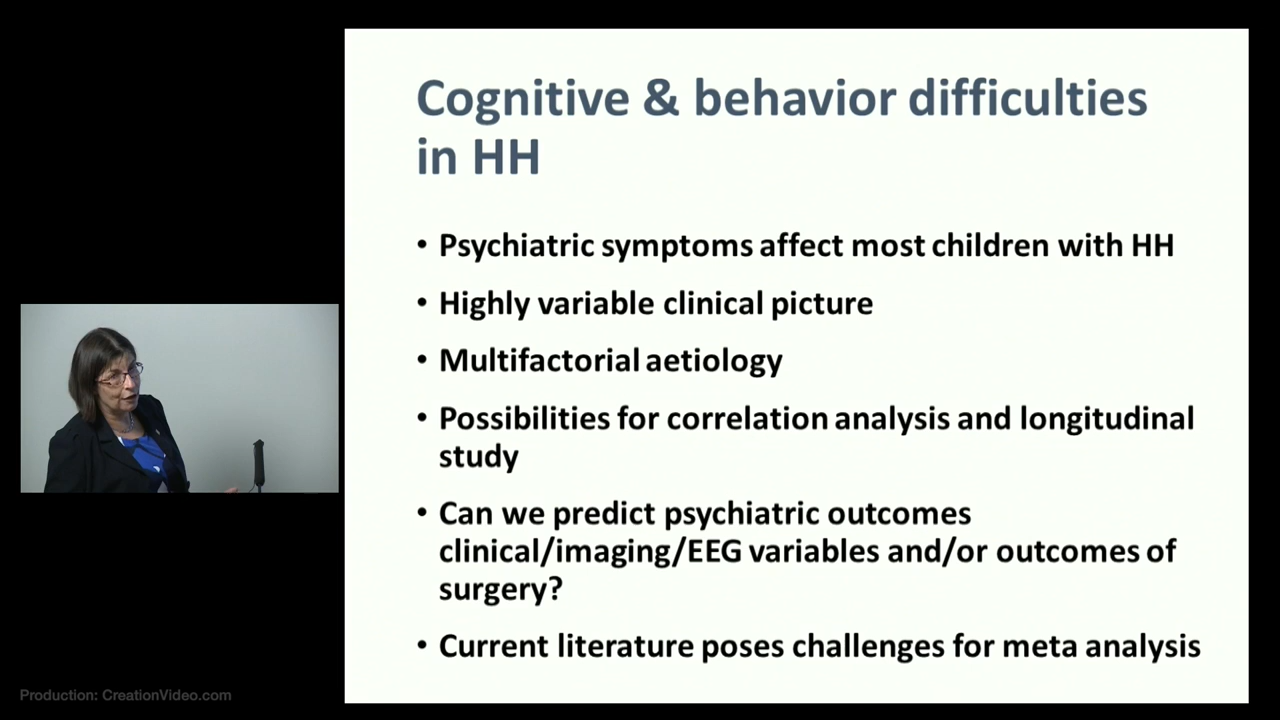 Cognitive & behavior difficulties
in HH
• Psychiatric symptoms affect most children with HH
• Highly variable clinical picture
• Multifactorial aetiology
• Possibilities for correlation analysis and longitudinal
study
• Can we predict psychiatric outcomes
clinical/imaging/EEG variables and/or outcomes of
surgery?
• Current literature poses challenges for meta analysis
Production: CreationVideo.com